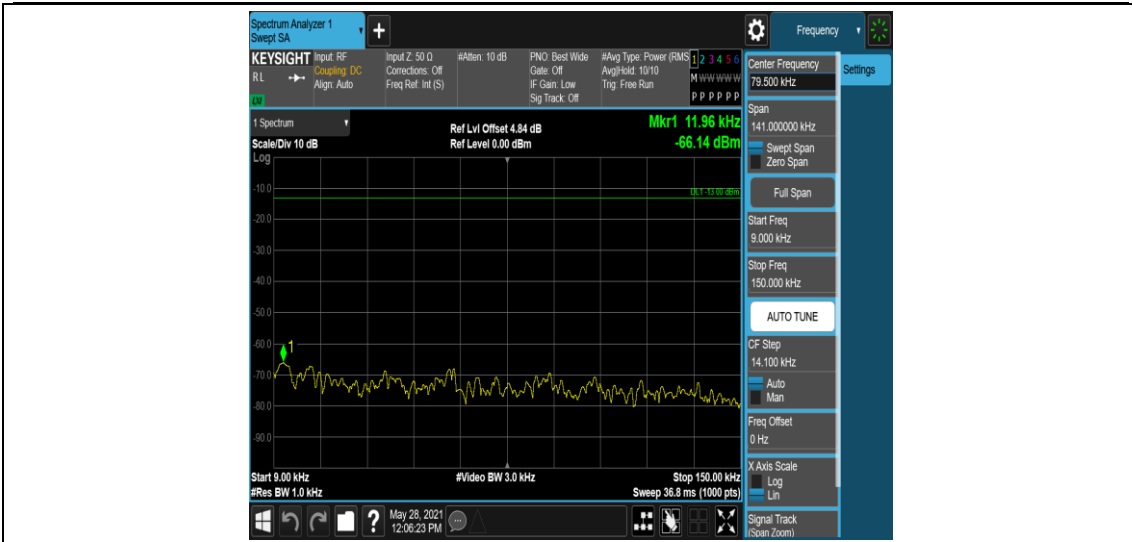 Spectrum Analyzer 1
Swept SA
Frequency
KEYSIGHT
RL
LXI
Input: RF
Coupling: DC
Align: Auto
Input Z: 50 Ω
Corrections: Off
Freq Ref: Int (S)
#Atten: 10 dB
PNO: Best Wide
Gate: Off
IF Gain: Low
Sig Track: Off
#Avg Type: Power (RMS
Avg|Hold: 10/10
Trig: Free Run
1 2 3 4 5 6
M W W W W W
P P P P P P
1 Spectrum
Scale/Div 10 dB
Log
Ref Lvl Offset 4.84 dB
Ref Level 0.00 dBm
Mkr1 11.96 kHz
-66.14 dBm
-10.0
DL1 -13.00 dBm
-20.0
-30.0
-40.0
-50.0
-60.0
1
-70.0
-80.0
-90.0
Start 9.00 kHz
#Res BW 1.0 kHz
#Video BW 3.0 kHz
Stop 150.00 kHz
Sweep 36.8 ms (1000 pts)
May 28, 2021
12:06:23 PM
Center Frequency
79.500 kHz
Settings
Span
141.000000 kHz
Swept Span
Zero Span
Full Span
Start Freq
9.000 kHz
Stop Freq
150.000 kHz
AUTO TUNE
CF Step
14.100 kHz
Auto
Man
Freq Offset
0 Hz
X Axis Scale
Log
Lin
Signal Track
(Span Zoom)